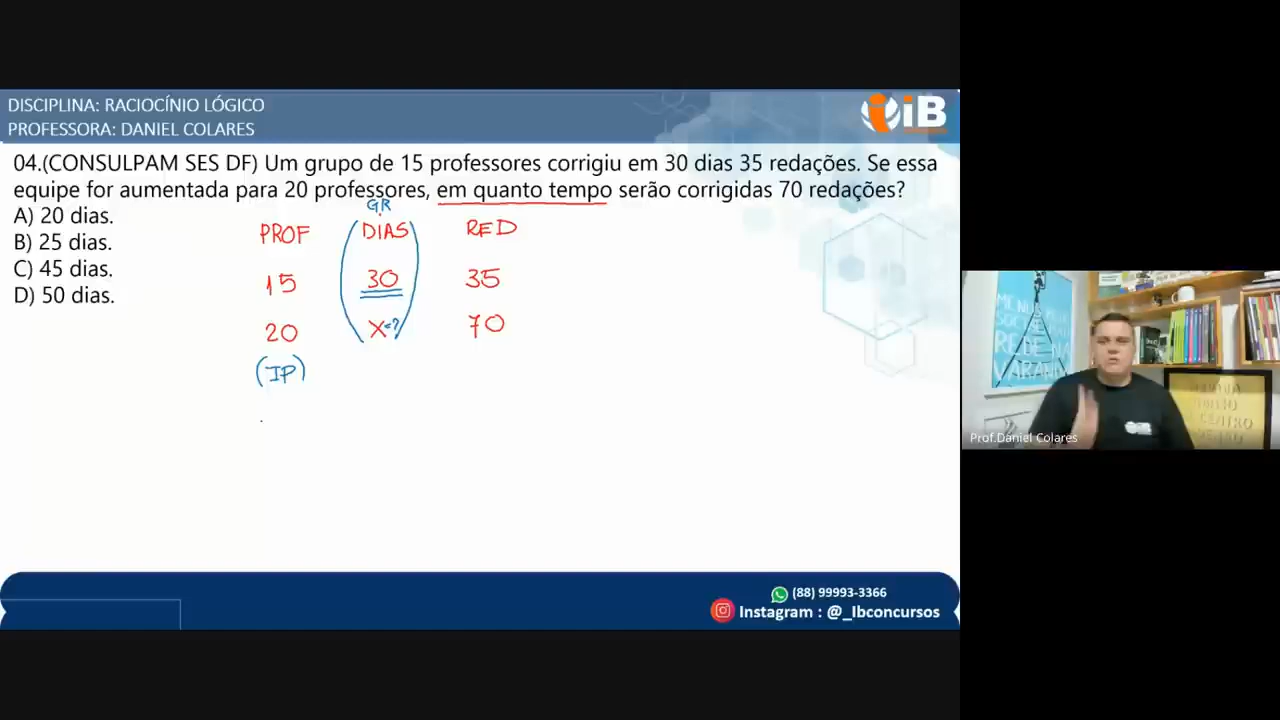 DISCIPLINA: RACIOCÍNIO LÓGICO
PROFESSORA: DANIEL COLARES
iB
04.(CONSULPAM SES DF) Um grupo de 15 professores corrigiu em 30 dias 35 redações. Se essa
equipe for aumentada para 20 professores, em quanto tempo serão corrigidas 70 redações?
A) 20 dias.
B) 25 dias.
C) 45 dias.
D) 50 dias.
GR
PROF DIAS RED
15 30 35
20 X=? 70
(IP)
(88) 99993-3366
Instagram : @_Ibconcursos
REDE NA
VARANDA
Prof.Daniel Colares